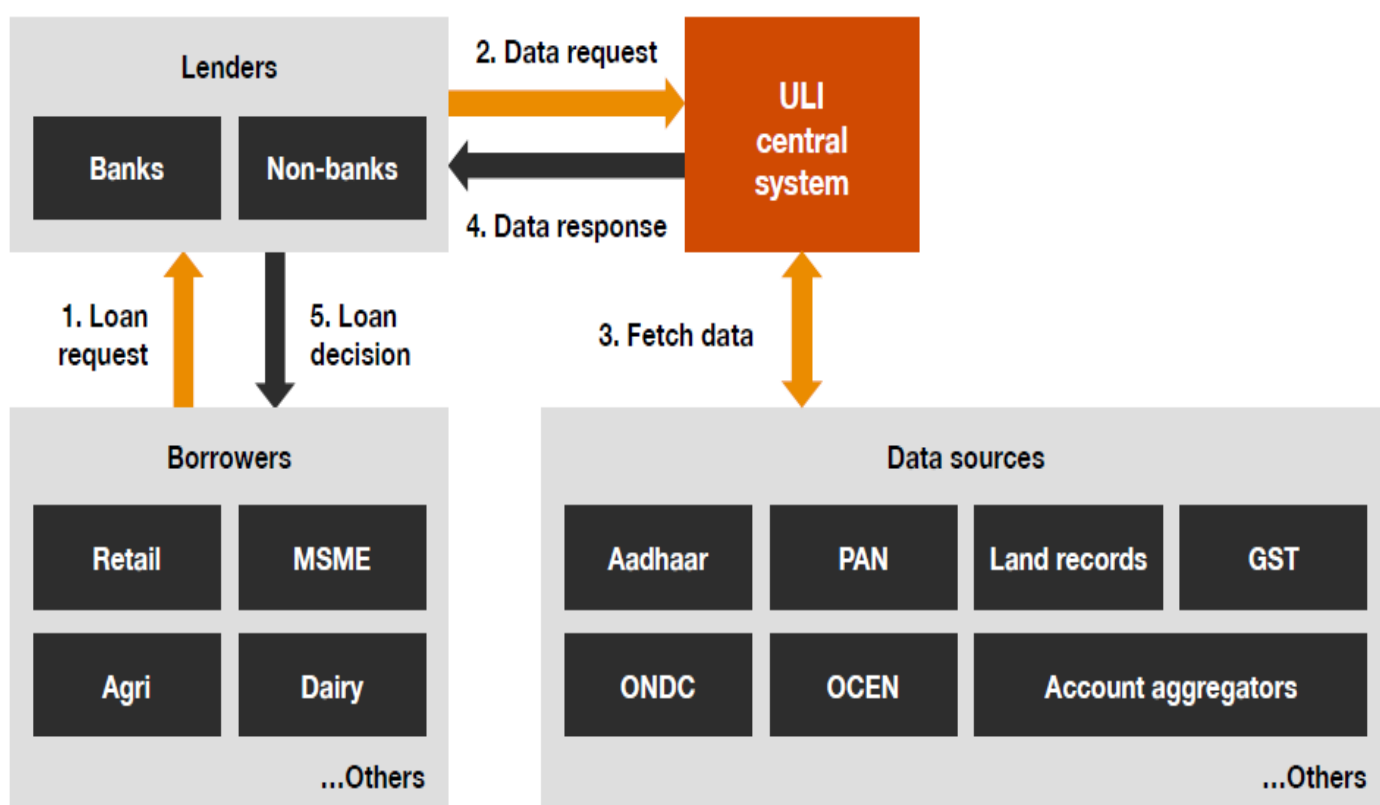 Lenders
Banks
Non-banks
2. Data request
4. Data response
ULI
central
system
1. Loan
request
5. Loan
decision
3. Fetch data
Borrowers
Retail
MSME
Agri
Dairy
...Others
Data sources
Aadhaar
PAN
Land records
GST
ONDC
OCEN
Account aggregators
...Others